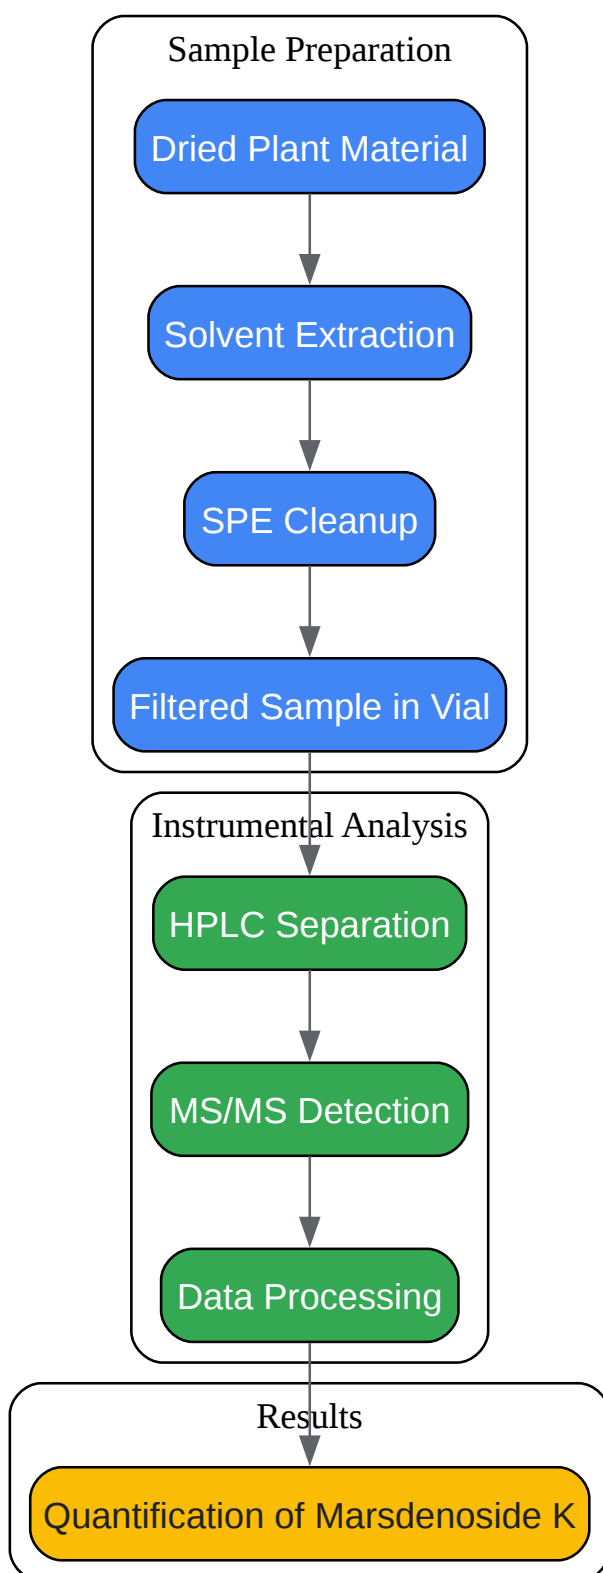 Sample Preparation
Dried Plant Material
Solvent Extraction
SPE Cleanup
Filtered Sample in Vial
Instrumental Analysis
HPLC Separation
MS/MS Detection
Data Processing
Results
Quantification of Marsdenoside K